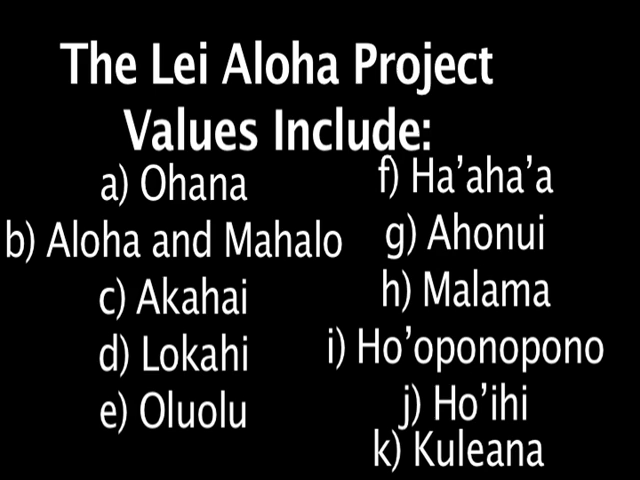 The Lei Aloha Project
Values Include:
a) Ohana
b) Aloha and Mahalo
c) Akahai
d) Lokahi
e) Oluolu
f) Ha’aha’a
g) Ahonui
h) Malama
i) Ho’oponopono
j) Ho’ihi
k) Kuleana